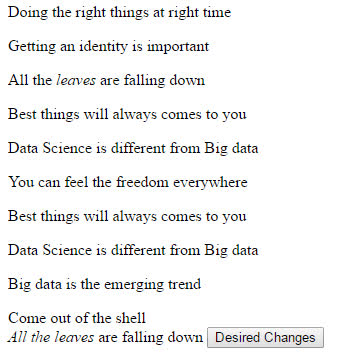 Doing the right things at right time
Getting an identity is important
All the leaves are falling down
Best things will always comes to you
Data Science is different from Big data
You can feel the freedom everywhere
Best things will always comes to you
Data Science is different from Big data
Big data is the emerging trend
Come out of the shell
All the leaves are falling down Desired Changes